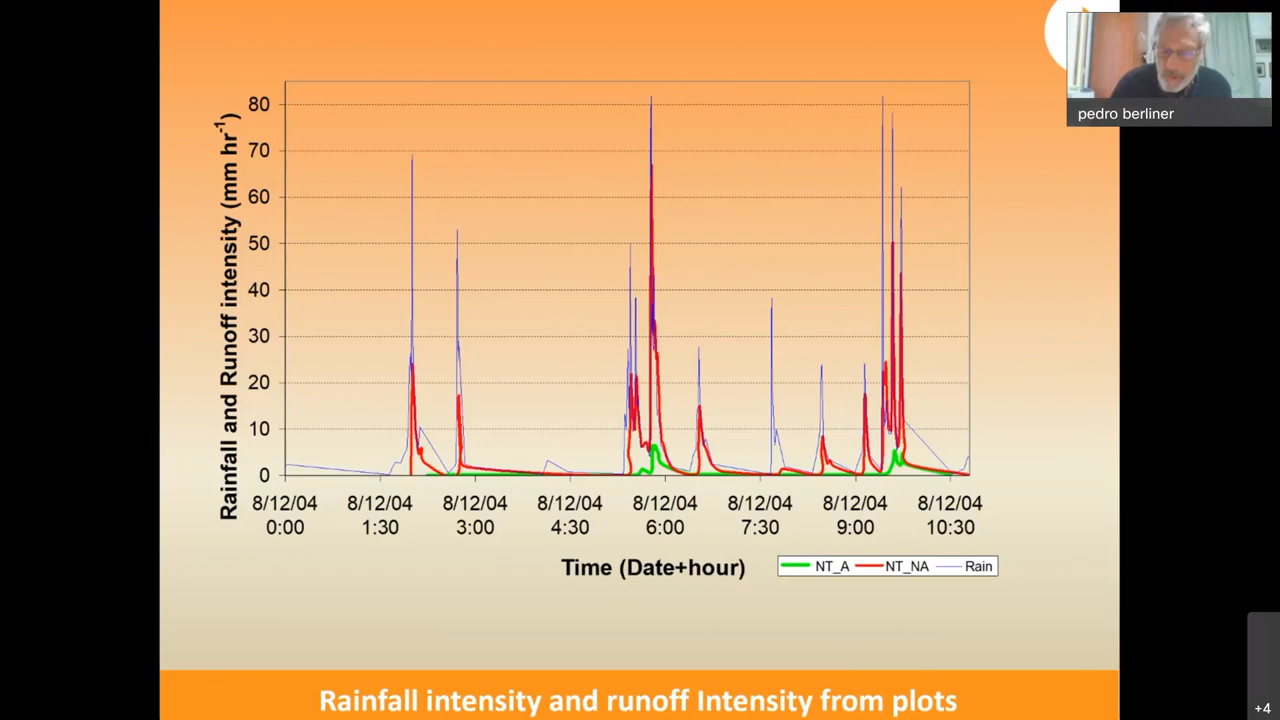 pedro berliner
Rainfall and Runoff intensity (mm hr-1)
80
70
60
50
40
30
20
10
0
8/12/04 8/12/04 8/12/04 8/12/04 8/12/04 8/12/04 8/12/04 8/12/04
0:00 1:30 3:00 4:30 6:00 7:30 9:00 10:30
Time (Date+hour)
NT_A NT_NA Rain
Rainfall intensity and runoff Intensity from plots
+4